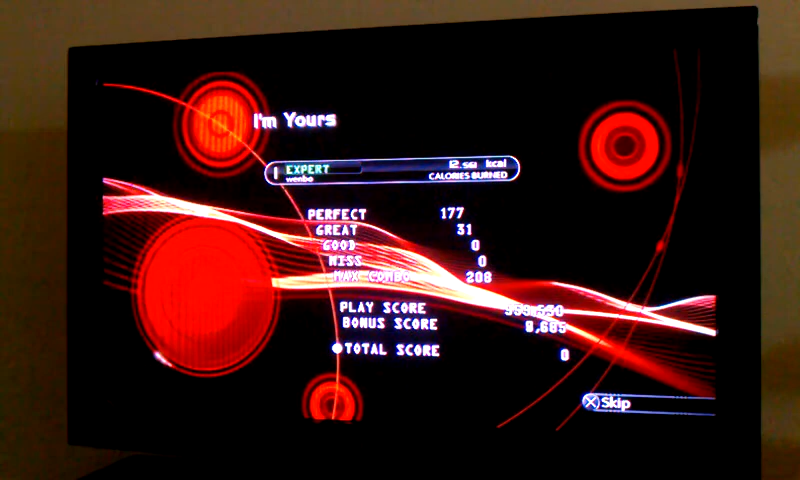 I'm Yours
EXPERT
wenbo
12.561 kcal
CALORIES BURNED
PERFECT 177
GREAT 31
GOOD 0
MISS 0
MAX COMBO 208
PLAY SCORE
BONUS SCORE 8,685
TOTAL SCORE 0
Skip